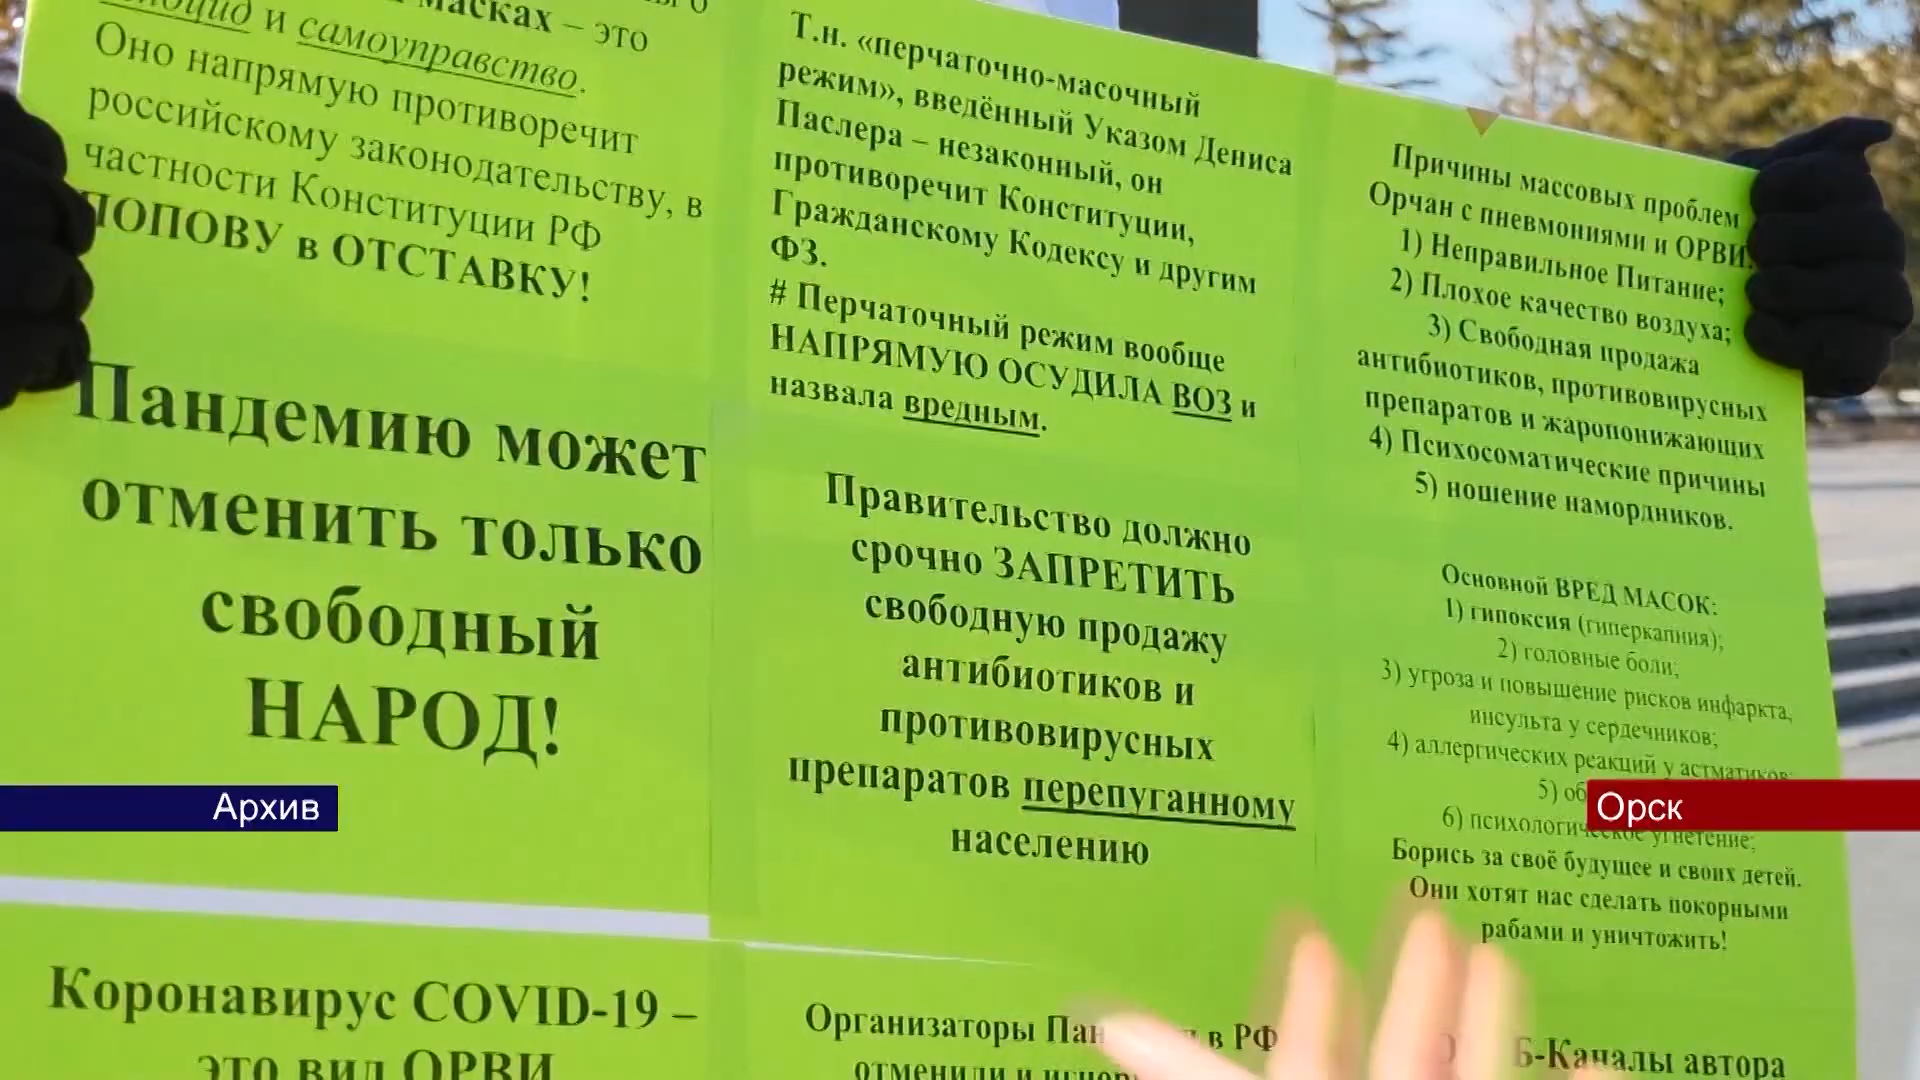 масках – это
и самоуправство.
Оно напрямую противоречит
российскому законодательству, в
частности Конституции РФ
ПОПОВУ в ОТСТАВКУ!
Пандемию может
отменить только
свободный
НАРОД!
Коронавирус COVID-19 –
это вид ОРВИ
Т.н. «перчаточно-масочный
режим», введённый Указом Дениса
Паслера – незаконный, он
противоречит Конституции,
Гражданскому Кодексу и другим
ФЗ.
# Перчаточный режим вообще
НАПРЯМУЮ ОСУДИЛА ВОЗ и
назвала вредным.
Правительство должно
срочно ЗАПРЕТИТЬ
свободную продажу
антибиотиков и
противовирусных
препаратов перепуганному
населению
Организаторы в РФ
отменили и
Причины массовых проблем
Орчан с пневмониями и ОРВИ:
1) Неправильное Питание;
2) Плохое качество воздуха;
3) Свободная продажа
антибиотиков, противовирусных
препаратов и жаропонижающих
4) Психосоматические причины
5) ношение намордников.
Основной ВРЕД МАСОК:
1) гипоксия (гиперкапния);
2) головные боли;
3) угроза и повышение рисков инфаркта,
инсульта у сердечников;
4) аллергических реакций у астматиков;
5)
6) психологическое угнетение;
Борись за своё будущее и своих детей.
Они хотят нас сделать покорными
рабами и уничтожить!
Б-Каналы автора
Архив
Орск